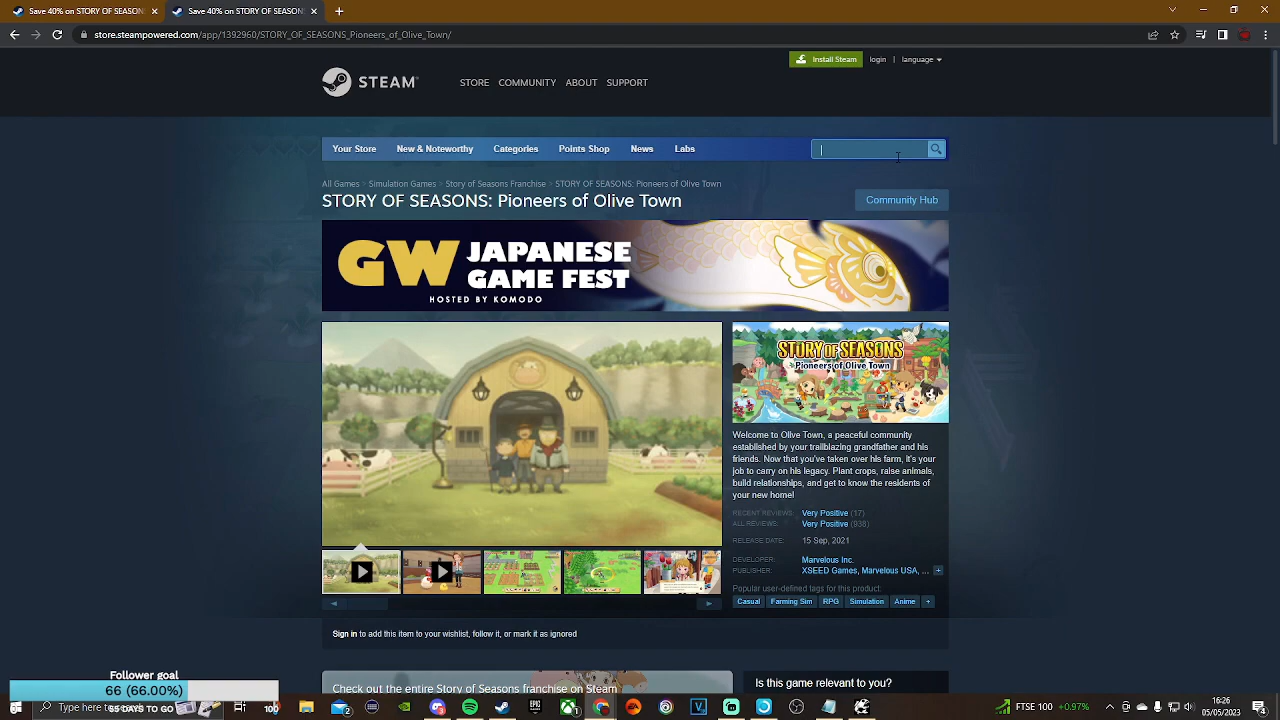 Save 40% on STORY OF SEASONS:
Save 40% on STORY OF SEASONS:
store.steampowered.com/app/1392960/STORY_OF_SEASONS_Pioneers_of_Olive_Town/
Install Steam
login
language
STEAM
STORE
COMMUNITY
ABOUT
SUPPORT
Your Store
New & Noteworthy
Categories
Points Shop
News
Labs
All Games > Simulation Games > Story of Seasons Franchise > STORY OF SEASONS: Pioneers of Olive Town
STORY OF SEASONS: Pioneers of Olive Town
Community Hub
GW JAPANESE
GAME FEST
HOSTED BY KOMODO
STORY OF SEASONS
Pioneers of Olive Town
Welcome to Olive Town, a peaceful community
established by your trailblazing grandfather and his
friends. Now that you've taken over his farm, it's your
job to carry on his legacy. Plant crops, raise animals,
build relationships, and get to know the residents of
your new home!
RECENT REVIEWS: Very Positive (17)
ALL REVIEWS: Very Positive (938)
RELEASE DATE: 15 Sep, 2021
DEVELOPER: Marvelous Inc.
PUBLISHER: XSEED Games, Marvelous USA, ... +
Popular user-defined tags for this product:
Casual
Farming Sim
RPG
Simulation
Anime
+
Sign in to add this item to your wishlist, follow it, or mark it as ignored
Check out the entire Story of Seasons franchise on Steam
Is this game relevant to you?
Follower goal
66 (66.00%)
Type here to
TO GO
100
FTSE 100 +0.97%
16:26
05/05/2023